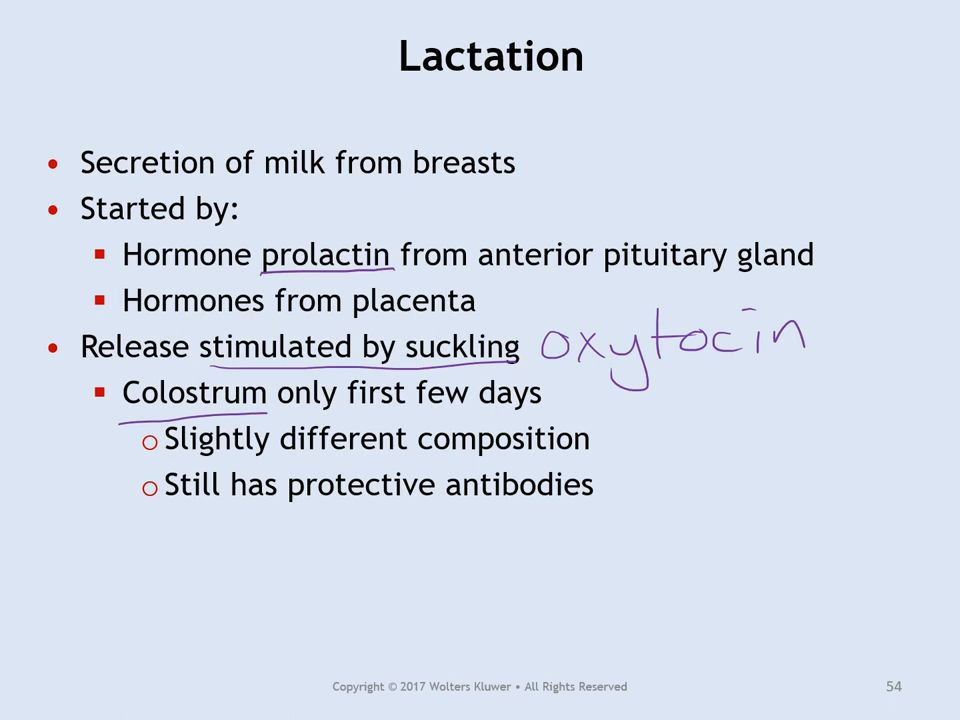 Lactation
• Secretion of milk from breasts
• Started by:
▪ Hormone prolactin from anterior pituitary gland
▪ Hormones from placenta
• Release stimulated by suckling oxytocin
▪ Colostrum only first few days
o Slightly different composition
o Still has protective antibodies
Copyright © 2017 Wolters Kluwer • All Rights Reserved 54